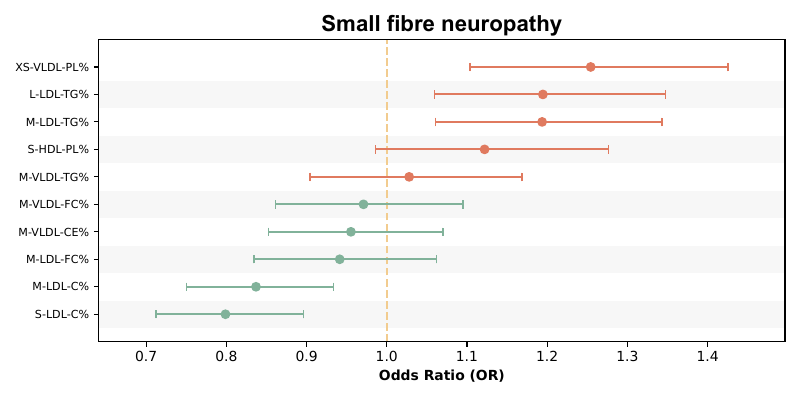 Small fibre neuropathy
XS-VLDL-PL%
L-LDL-TG%
M-LDL-TG%
S-HDL-PL%
M-VLDL-TG%
M-VLDL-FC%
M-VLDL-CE%
M-LDL-FC%
M-LDL-C%
S-LDL-C%
0.7 0.8 0.9 1.0 1.1 1.2 1.3 1.4
Odds Ratio (OR)